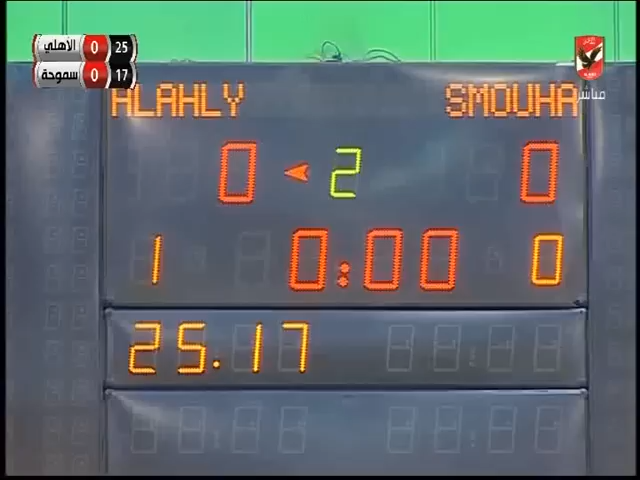 الاهلي 0 25
سموحة 0 17
مباشر
ALAHLY SMOUHA
0 2 0
1 0:00 0
25.17